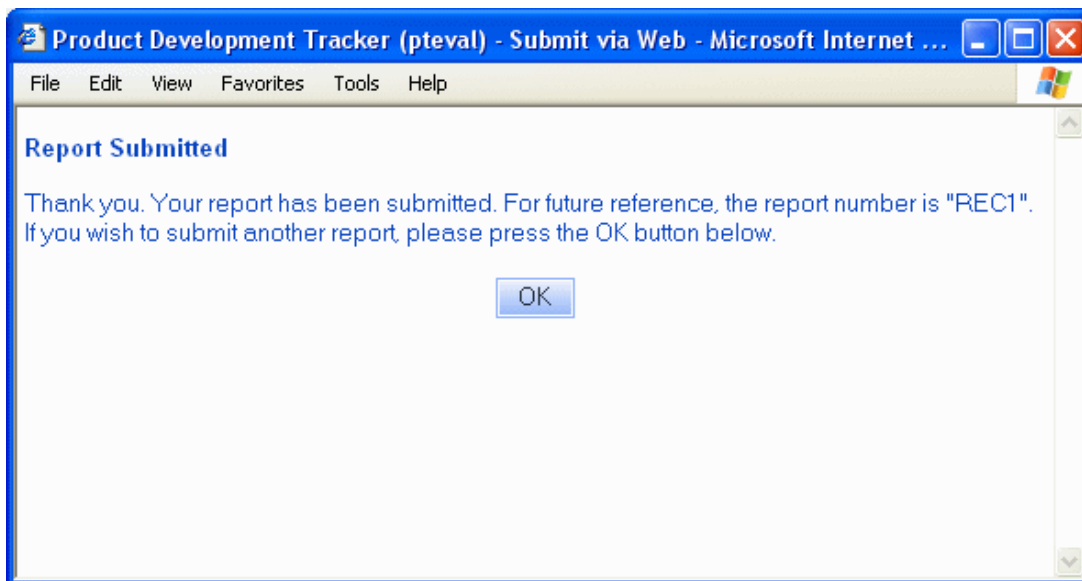 Product Development Tracker (pteval) - Submit via Web - Microsoft Internet ...
File Edit View Favorites Tools Help
Report Submitted
Thank you. Your report has been submitted. For future reference, the report number is "REC1".
If you wish to submit another report, please press the OK button below.
OK